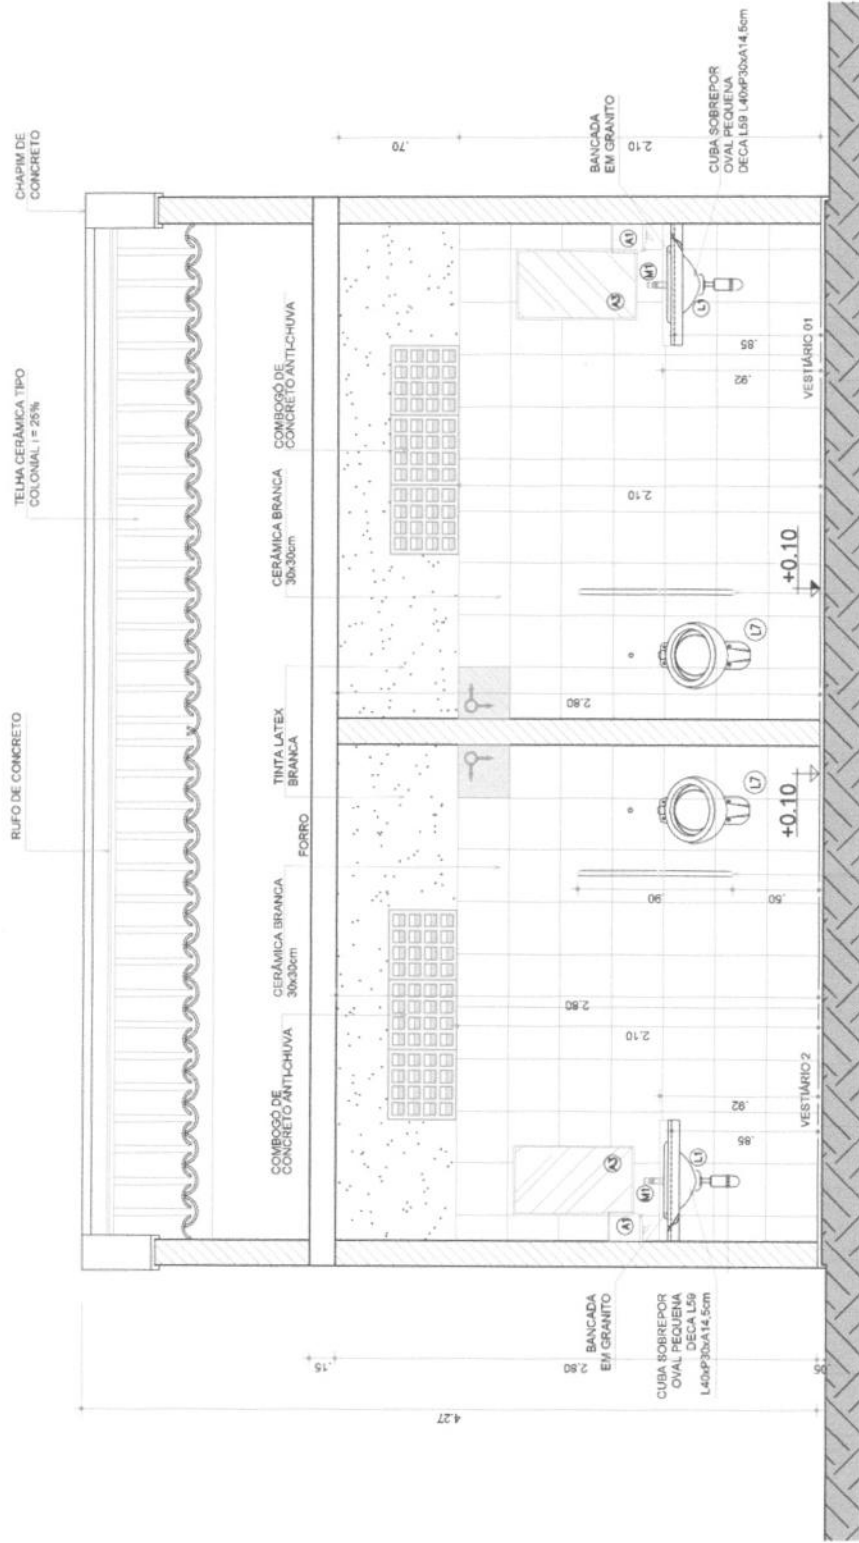 RUFO DE CONCRETO
TELHA CERÂMICA TIPO
COLONIAL i = 25%
CHAPIM DE
CONCRETO
COMBOGÓ DE
CONCRETO ANTI-CHUVA
CERÂMICA BRANCA
30x30cm
FORRO
TINTA LATEX
BRANCA
CERÂMICA BRANCA
30x30cm
COMBOGÓ DE
CONCRETO ANTI-CHUVA
4.27
.15
2.80
.05
BANCADA
EM GRANITO
CUBA SOBREPOR
OVAL PEQUENA
DECA L59
L40xP30xA14,5cm
A1
M1
A3
L1
.85
.92
2.10
2.80
.90
.50
L7
+0.10
VESTIÁRIO 2
2.80
L7
+0.10
2.10
.92
.85
A3
M1
A1
L1
VESTIÁRIO 01
.70
2.10
BANCADA
EM GRANITO
CUBA SOBREPOR
OVAL PEQUENA
DECA L59 L40xP30xA14,5cm